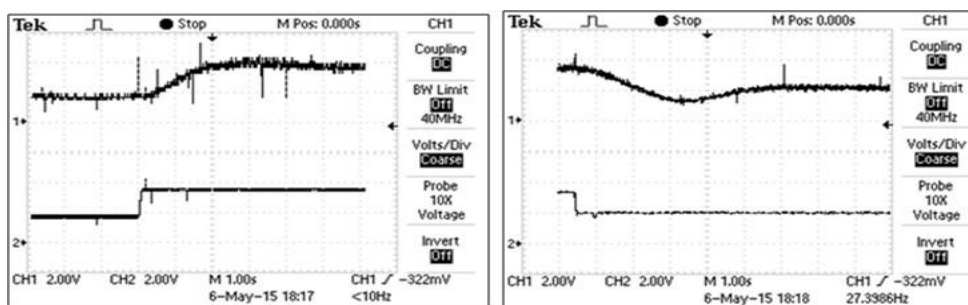 Tek Stop M Pos: 0.000s CH1
Coupling
DC
BW Limit
Off
40MHz
Volts/Div
Coarse
Probe
10X
Voltage
Invert
Off
1
2
CH1 2.00V CH2 2.00V M 1.00s CH1 -322mV
6-May-15 18:17 <10Hz
Tek Stop M Pos: 0.000s CH1
Coupling
DC
BW Limit
Off
40MHz
Volts/Div
Coarse
Probe
10X
Voltage
Invert
Off
1
2
CH1 2.00V CH2 2.00V M 1.00s CH1 -322mV
6-May-15 18:18 27.3986Hz